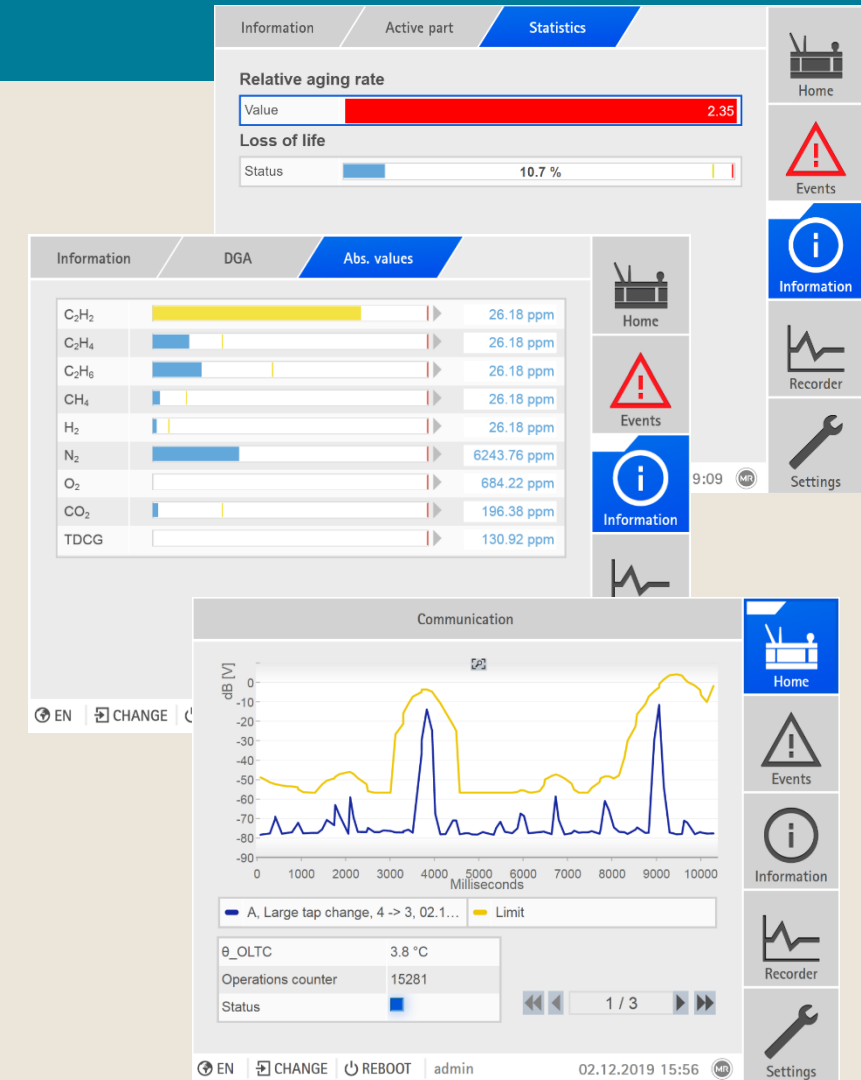 Information Active part Statistics
Relative aging rate
Value 2.35
Loss of life
Status 10.7 %
Home
Events
Information
Recorder
Settings
9:09 MR
Information DGA Abs. values
C₂H₂ 26.18 ppm
C₂H₄ 26.18 ppm
C₂H₆ 26.18 ppm
CH₄ 26.18 ppm
H₂ 26.18 ppm
N₂ 6243.76 ppm
O₂ 684.22 ppm
CO₂ 196.38 ppm
TDCG 130.92 ppm
Home
Events
Information
EN CHANGE
Communication
dB [V]
0
-10
-20
-30
-40
-50
-60
-70
-80
-90
0 1000 2000 3000 4000 5000 6000 7000 8000 9000 10000
Milliseconds
A, Large tap change, 4 -> 3, 02.1... Limit
θ_OLTC 3.8 °C
Operations counter 15281
Status
1 / 3
Home
Events
Information
Recorder
Settings
EN CHANGE REBOOT admin 02.12.2019 15:56 MR